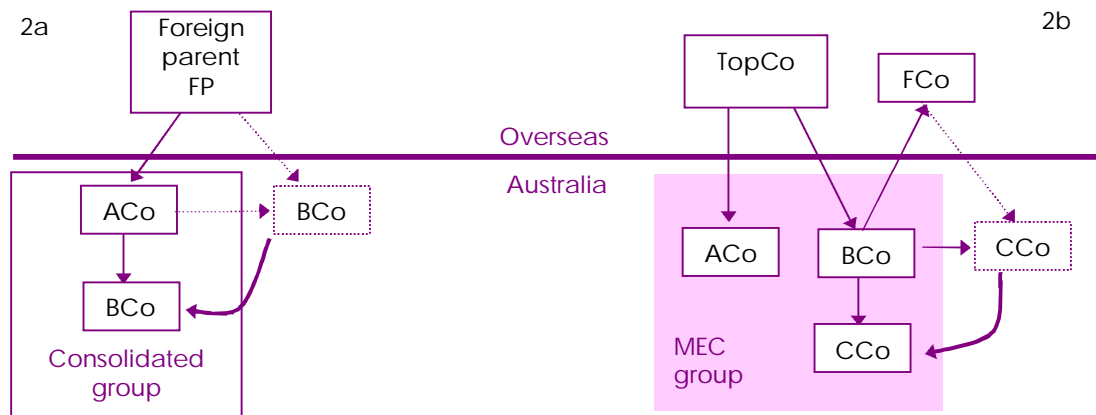 2a
Foreign
parent
FP
2b
TopCo
FCo
Overseas
Australia
ACo
BCo
BCo
Consolidated
group
ACo
BCo
CCo
CCo
MEC
group